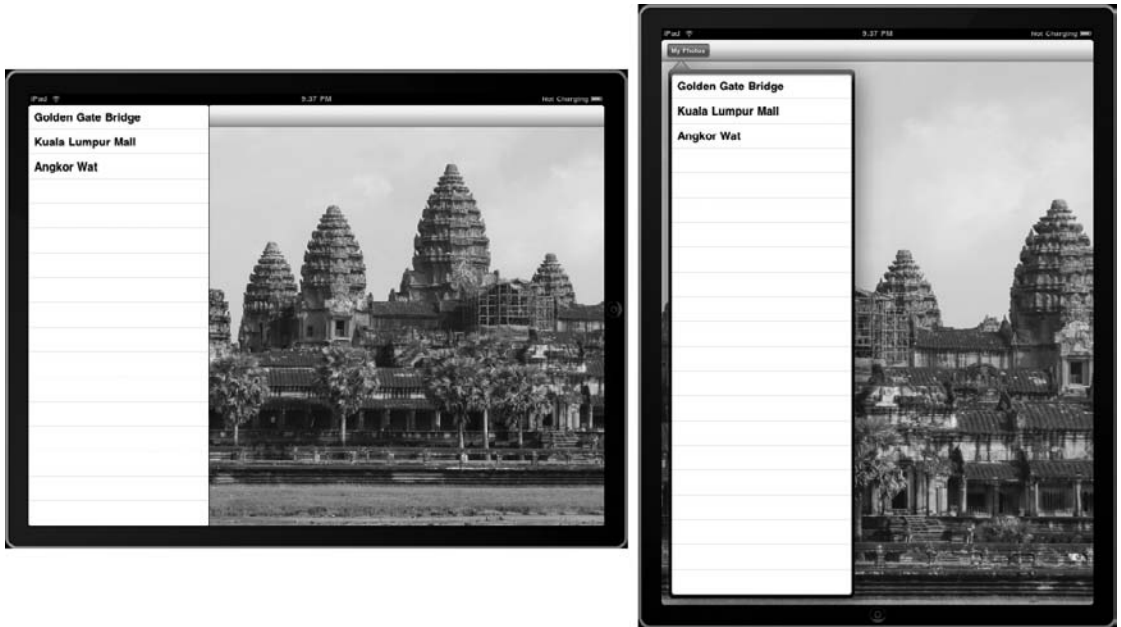 iPad 9:37 PM Not Charging
Golden Gate Bridge
Kuala Lumpur Mall
Angkor Wat
iPad 9:37 PM Not Charging
My Photos
Golden Gate Bridge
Kuala Lumpur Mall
Angkor Wat